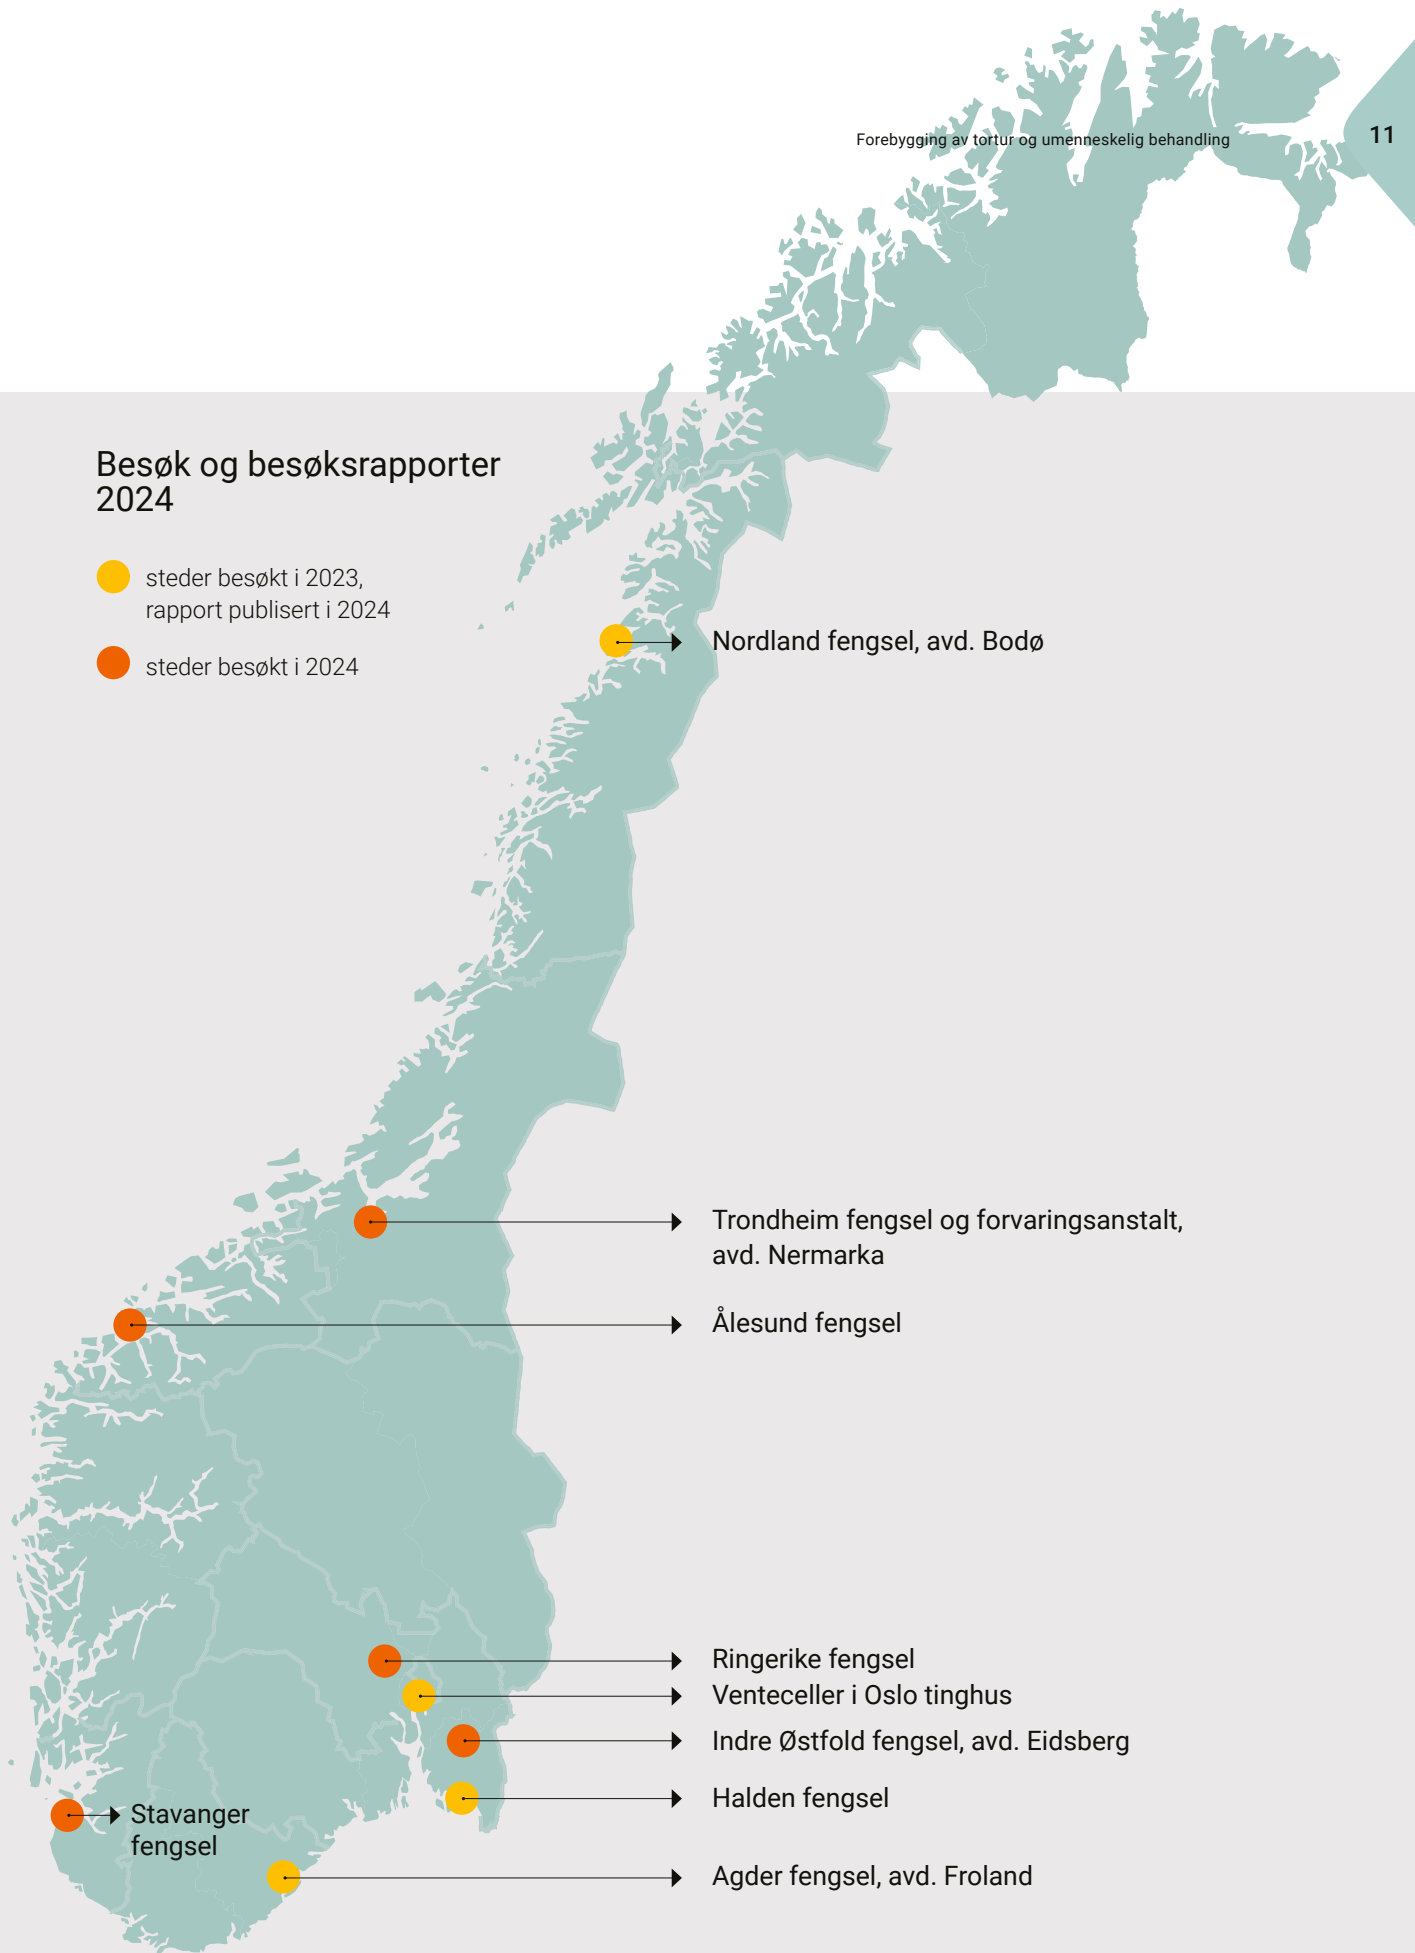 Forebygging av tortur og umenneskelig behandling
11
Besøk og besøksrapporter
2024
steder besøkt i 2023,
rapport publisert i 2024
steder besøkt i 2024
Nordland fengsel, avd. Bodø
Trondheim fengsel og forvaringsanstalt,
avd. Nermarka
Ålesund fengsel
Ringerike fengsel
Venteceller i Oslo tinghus
Indre Østfold fengsel, avd. Eidsberg
Halden fengsel
Stavanger
fengsel
Agder fengsel, avd. Froland